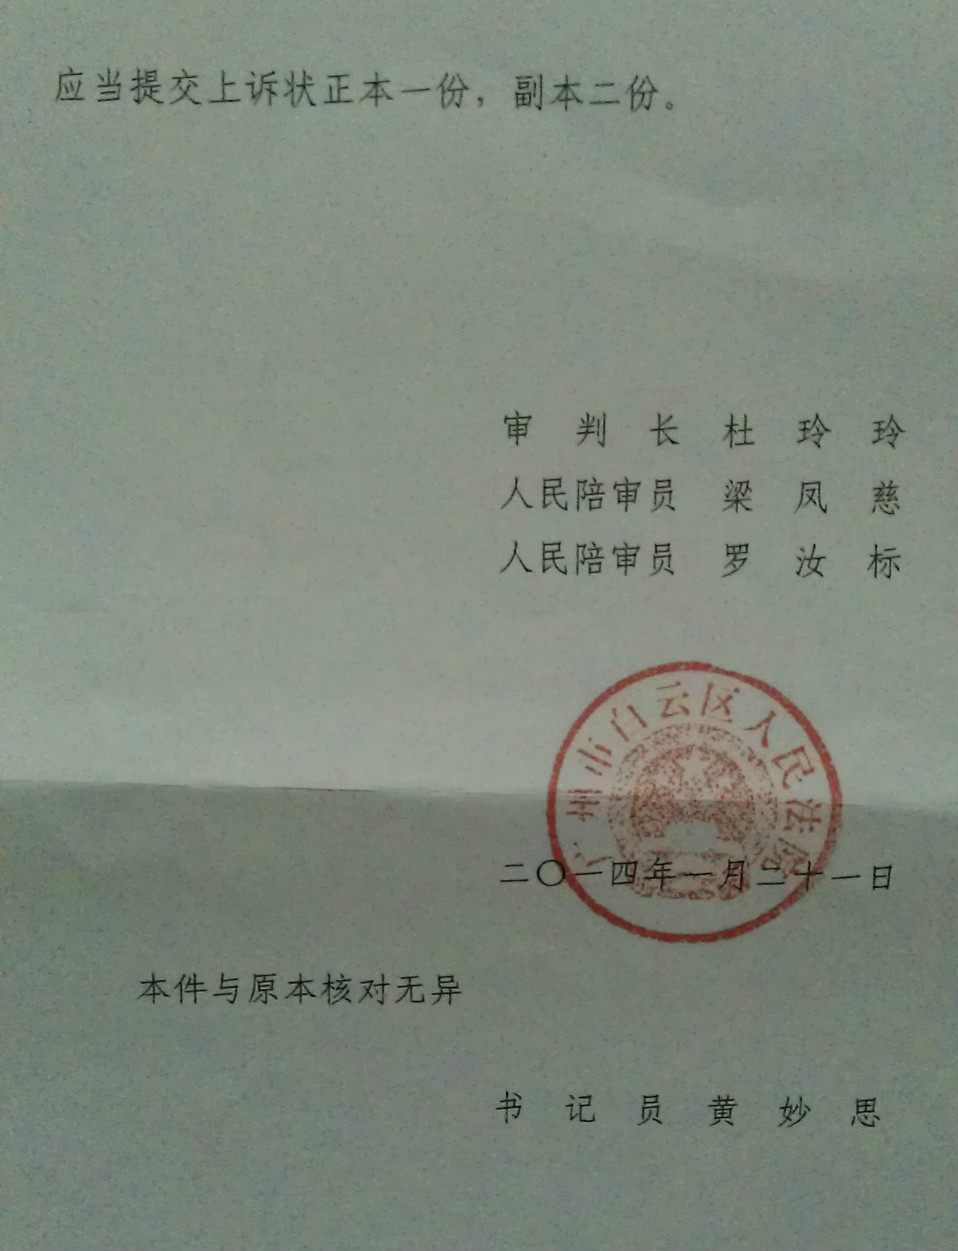 应当提交上诉状正本一份，副本二份。
审判长 杜玲玲
人民陪审员 梁凤慈
人民陪审员 罗汝标
广州市白云区人民法院
二〇一四年一月二十一日
本件与原本核对无异
书记员 黄妙思